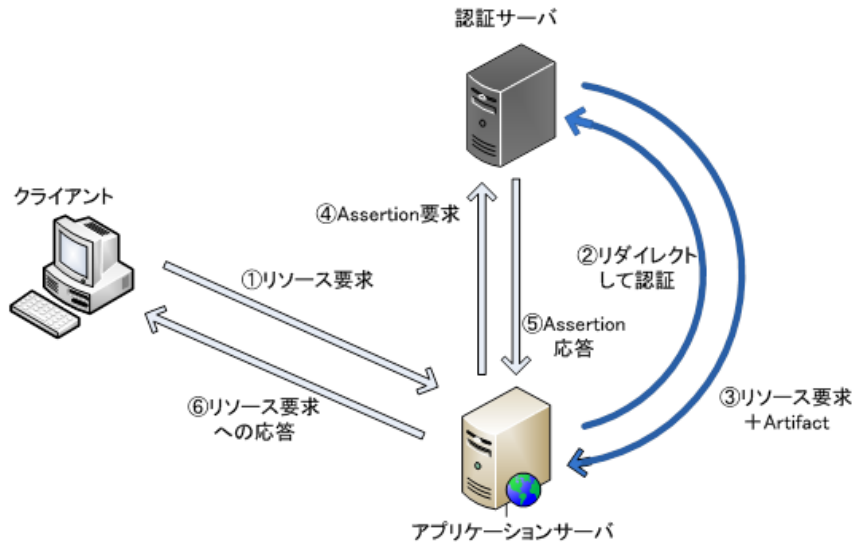 認証サーバ
クライアント
④Assertion要求
①リソース要求
②リダイレクト
して認証
⑤Assertion
応答
⑥リソース要求
への応答
③リソース要求
＋Artifact
アプリケーションサーバ